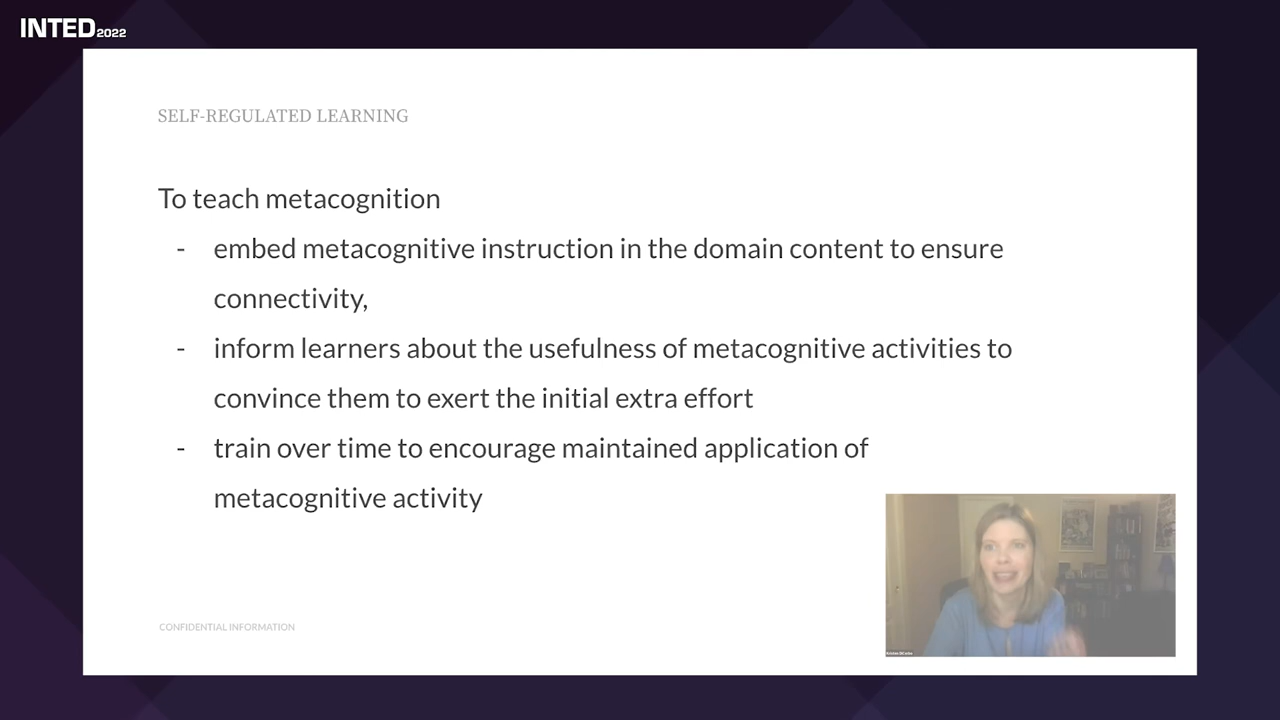 INTED2022
SELF-REGULATED LEARNING
To teach metacognition
- embed metacognitive instruction in the domain content to ensure
connectivity,
- inform learners about the usefulness of metacognitive activities to
convince them to exert the initial extra effort
- train over time to encourage maintained application of
metacognitive activity
CONFIDENTIAL INFORMATION